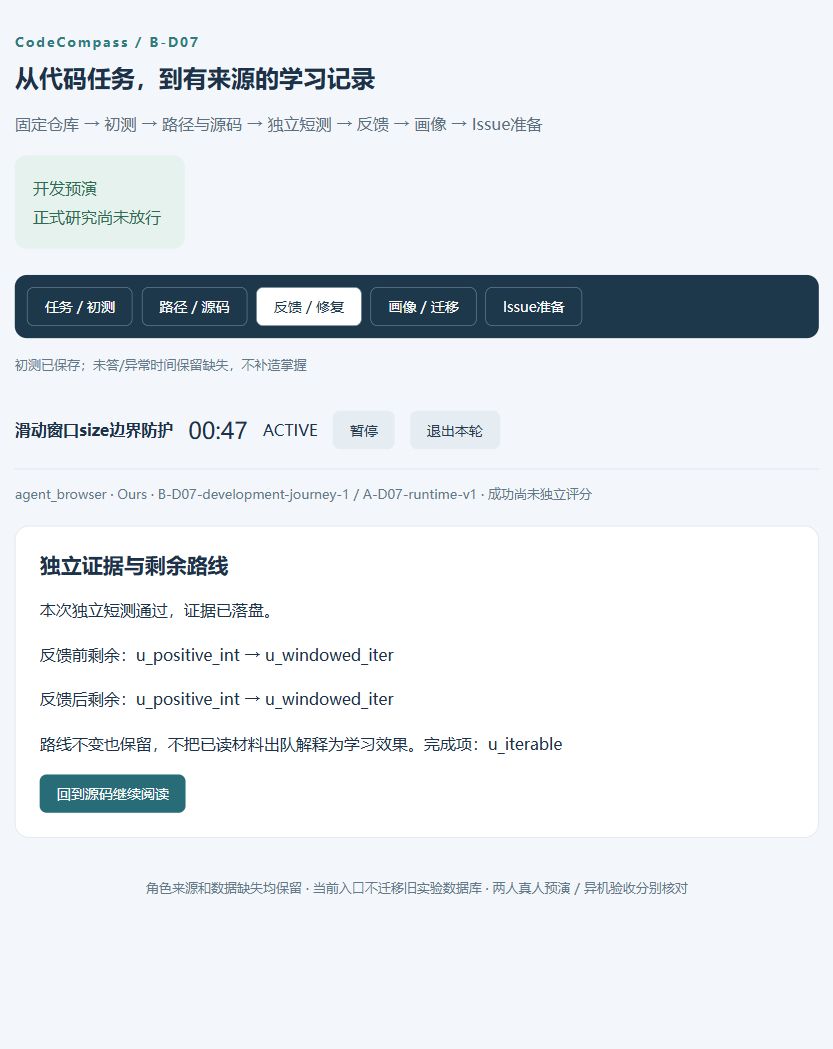 CodeCompass / B-D07
从代码任务，到有来源的学习记录
固定仓库 → 初测 → 路径与源码 → 独立短测 → 反馈 → 画像 → Issue准备
开发预演
正式研究尚未放行
任务 / 初测
路径 / 源码
反馈 / 修复
画像 / 迁移
Issue准备
初测已保存；未答/异常时间保留缺失，不补造掌握
滑动窗口size边界防护 00:47 ACTIVE 暂停 退出本轮
agent_browser · Ours · B-D07-development-journey-1 / A-D07-runtime-v1 · 成功尚未独立评分
独立证据与剩余路线
本次独立短测通过，证据已落盘。
反馈前剩余：u_positive_int → u_windowed_iter
反馈后剩余：u_positive_int → u_windowed_iter
路线不变也保留，不把已读材料出队解释为学习效果。完成项：u_iterable
回到源码继续阅读
角色来源和数据缺失均保留 · 当前入口不迁移旧实验数据库 · 两人真人预演 / 异机验收分别核对